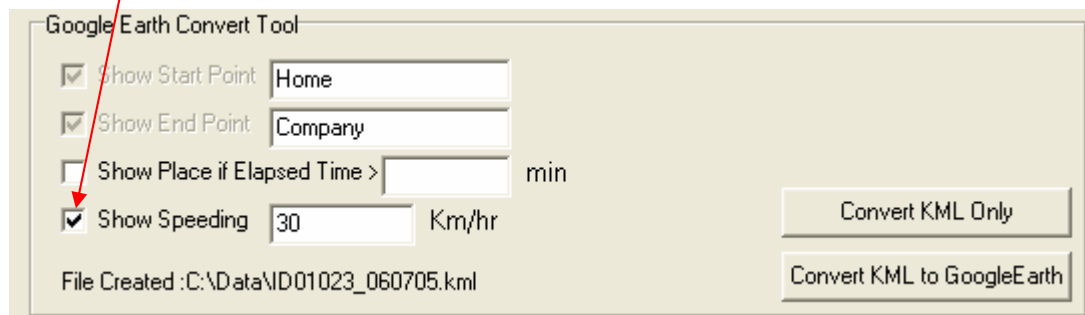 Google Earth Convert Tool
Show Start Point Home
Show End Point Company
Show Place if Elapsed Time > min
Show Speeding 30 Km/hr
Convert KML Only
File Created :C:\Data\ID01023_060705.kml
Convert KML to GoogleEarth